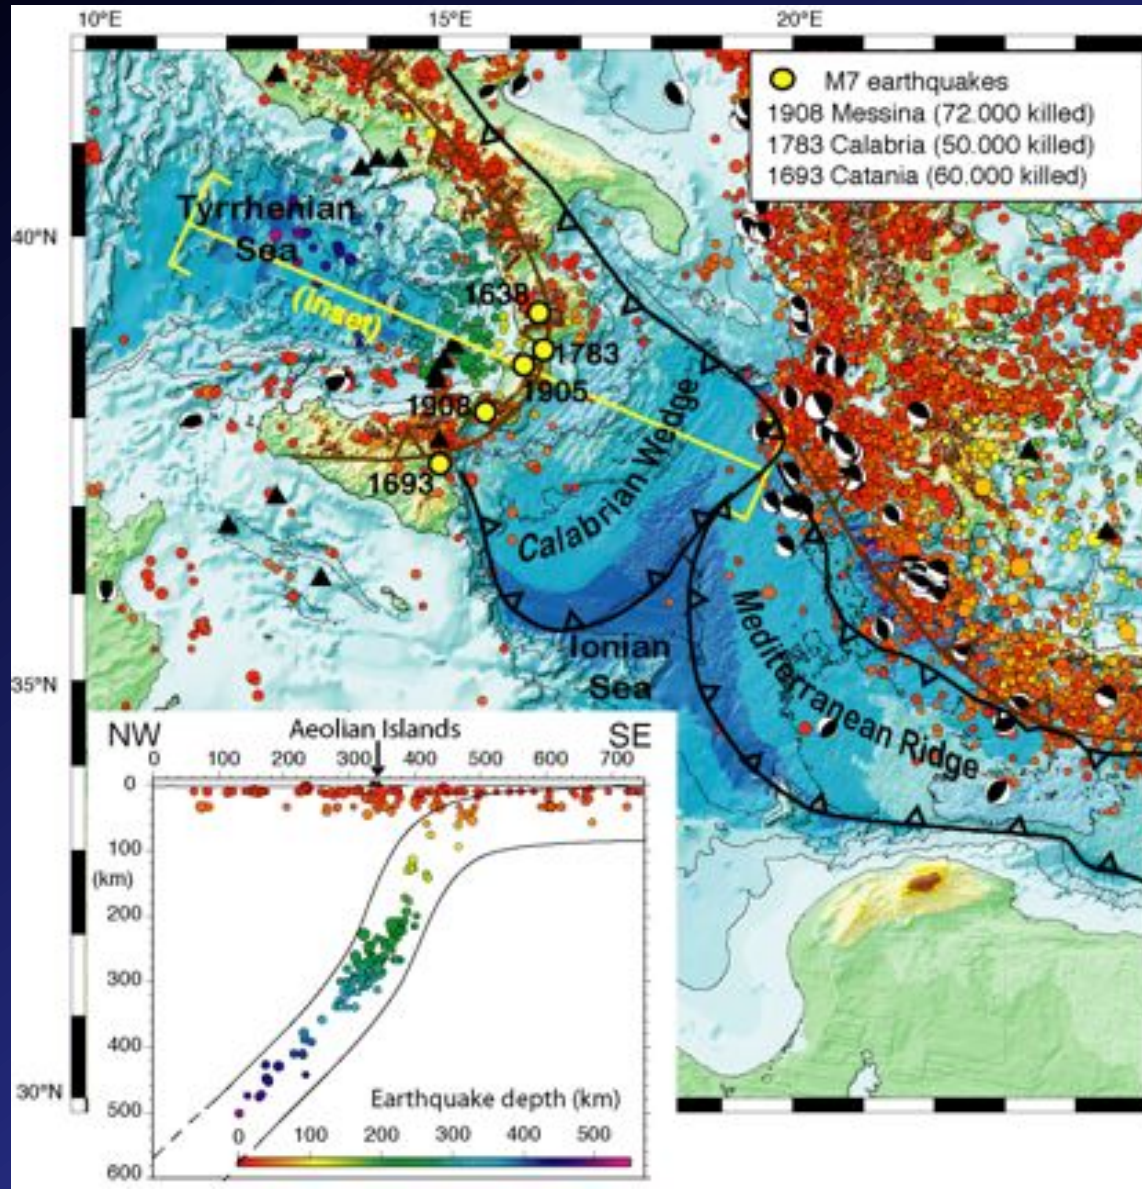 10°E 15°E 20°E
M7 earthquakes
1908 Messina (72.000 killed)
1783 Calabria (50.000 killed)
1693 Catania (60.000 killed)
40°N
Tyrrhenian
Sea
(inset)
1638
1783
1905
1908
1693
Calabrian Wedge
Ionian
Sea
Mediterranean Ridge
35°N
30°N
NW Aeolian Islands SE
0 100 200 300 400 500 600 700
0
100
(km)
200
300
400
500
600
Earthquake depth (km)
0 100 200 300 400 500